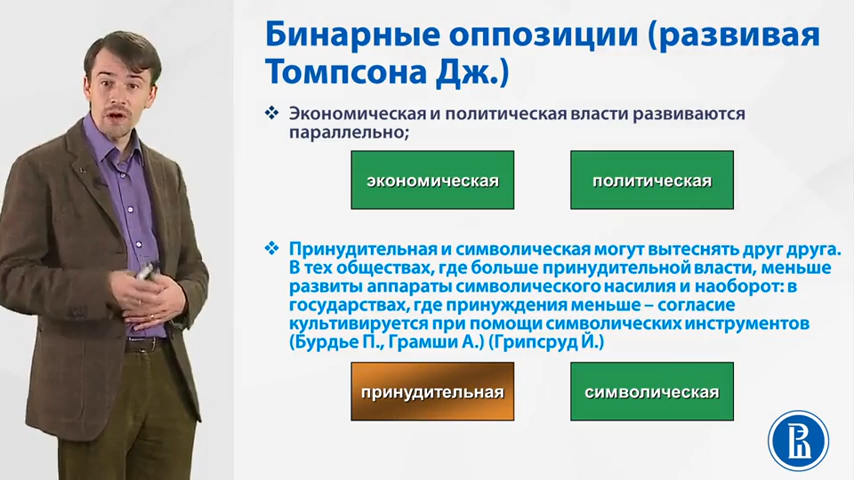 Бинарные оппозиции (развивая
Томпсона Дж.)
Экономическая и политическая власти развиваются
параллельно;
экономическая
политическая
Принудительная и символическая могут вытеснять друг друга.
В тех обществах, где больше принудительной власти, меньше
развиты аппараты символического насилия и наоборот: в
государствах, где принуждения меньше – согласие
культивируется при помощи символических инструментов
(Бурдье П., Грамши А.) (Грипсруд Й.)
принудительная
символическая